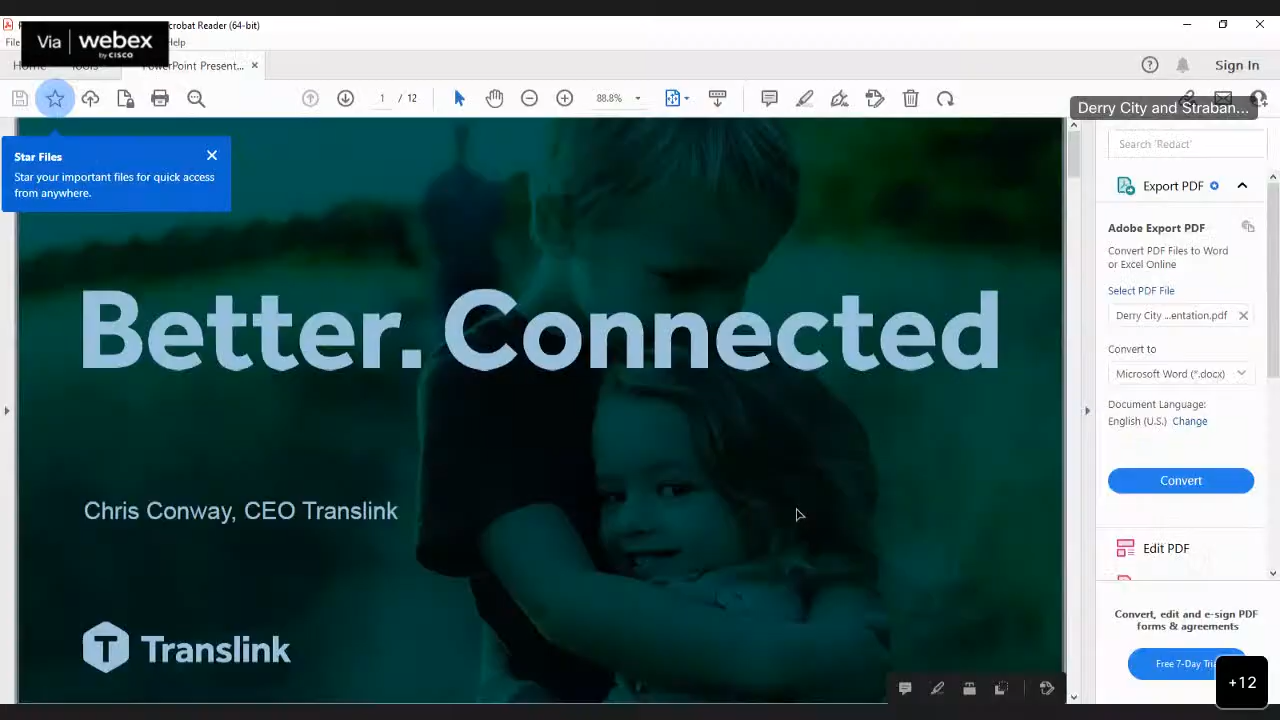 Via webex
by CISCO
crobat Reader (64-bit)
File
Help
Home
Tools
PowerPoint Present...
Sign In
1 / 12
88.8%
Derry City and Straban...
Star Files
Star your important files for quick access
from anywhere.
Better. Connected
Chris Conway, CEO Translink
T Translink
Search 'Redact'
Export PDF
Adobe Export PDF
Convert PDF Files to Word
or Excel Online
Select PDF File
Derry City ...entation.pdf
Convert to
Microsoft Word (*.docx)
Document Language:
English (U.S.) Change
Convert
Edit PDF
Convert, edit and e-sign PDF
forms & agreements
Free 7-Day Tria
+12